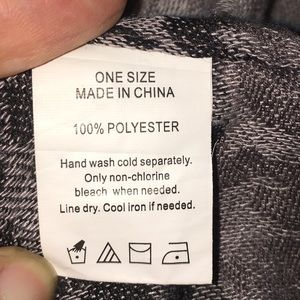 ONE SIZE
MADE IN CHINA
100% POLYESTER
Hand wash cold separately.
Only non-chlorine
bleach when needed.
Line dry. Cool iron if needed.